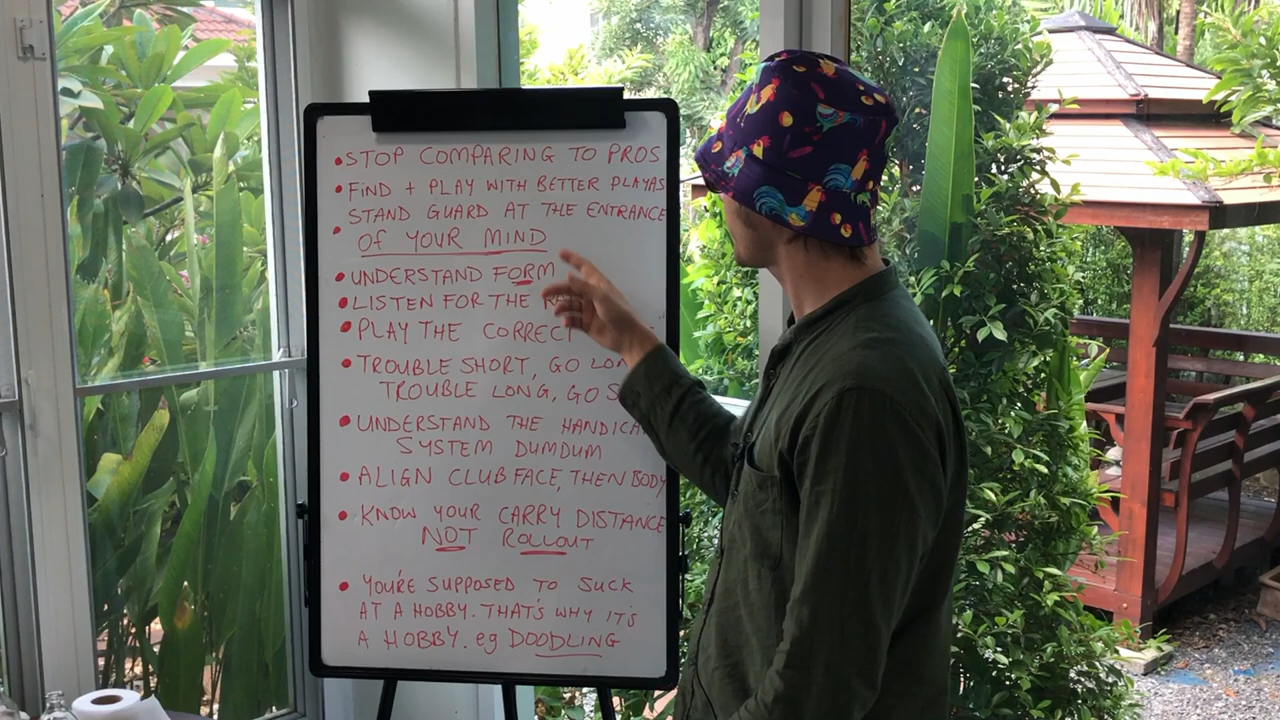 • STOP COMPARING TO PROS
• FIND + PLAY WITH BETTER PLAYAS
• STAND GUARD AT THE ENTRANCE
OF YOUR MIND
• UNDERSTAND FORM
• LISTEN FOR THE
• PLAY THE CORRECT
• TROUBLE SHORT, GO
TROUBLE LONG, GO
• UNDERSTAND THE
SYSTEM DUMDUM
• ALIGN CLUBFACE, THEN BODY
• KNOW YOUR CARRY DISTANCE
NOT ROLLOUT
• YOU'RE SUPPOSED TO SUCK
AT A HOBBY. THAT'S WHY IT'S
A HOBBY. eg DOODLING